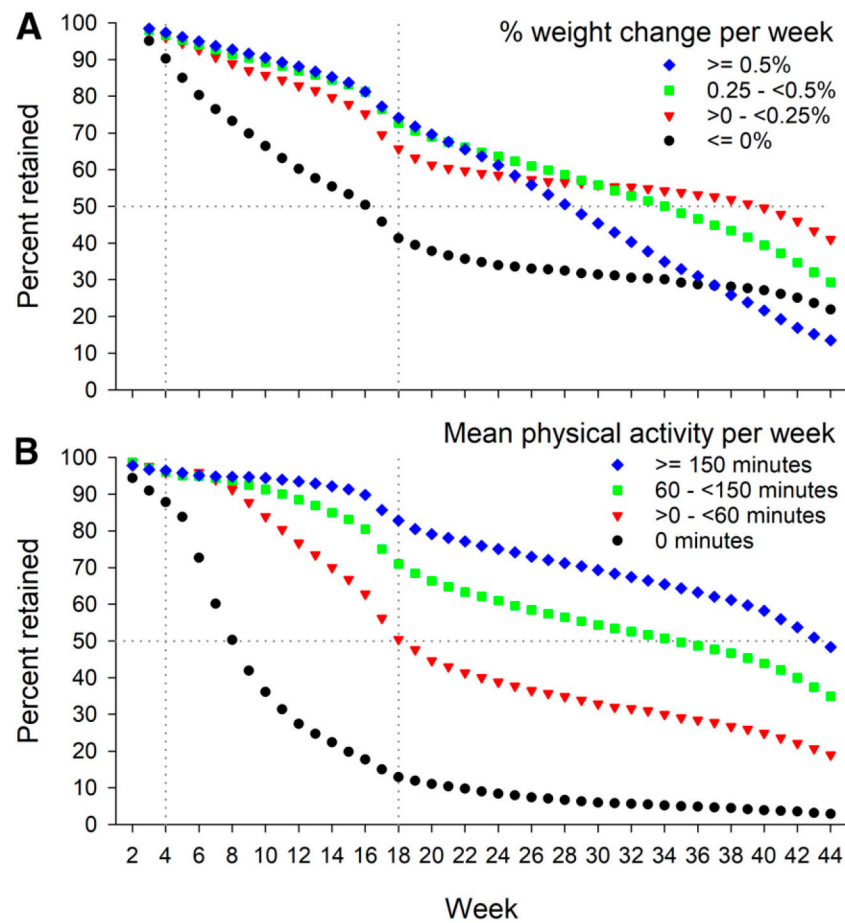 A
% weight change per week
>= 0.5%
0.25 - <0.5%
>0 - <0.25%
<= 0%
Percent retained
100
90
80
70
60
50
40
30
20
10
0
B
Mean physical activity per week
>= 150 minutes
60 - <150 minutes
>0 - <60 minutes
0 minutes
Percent retained
100
90
80
70
60
50
40
30
20
10
0
2 4 6 8 10 12 14 16 18 20 22 24 26 28 30 32 34 36 38 40 42 44
Week